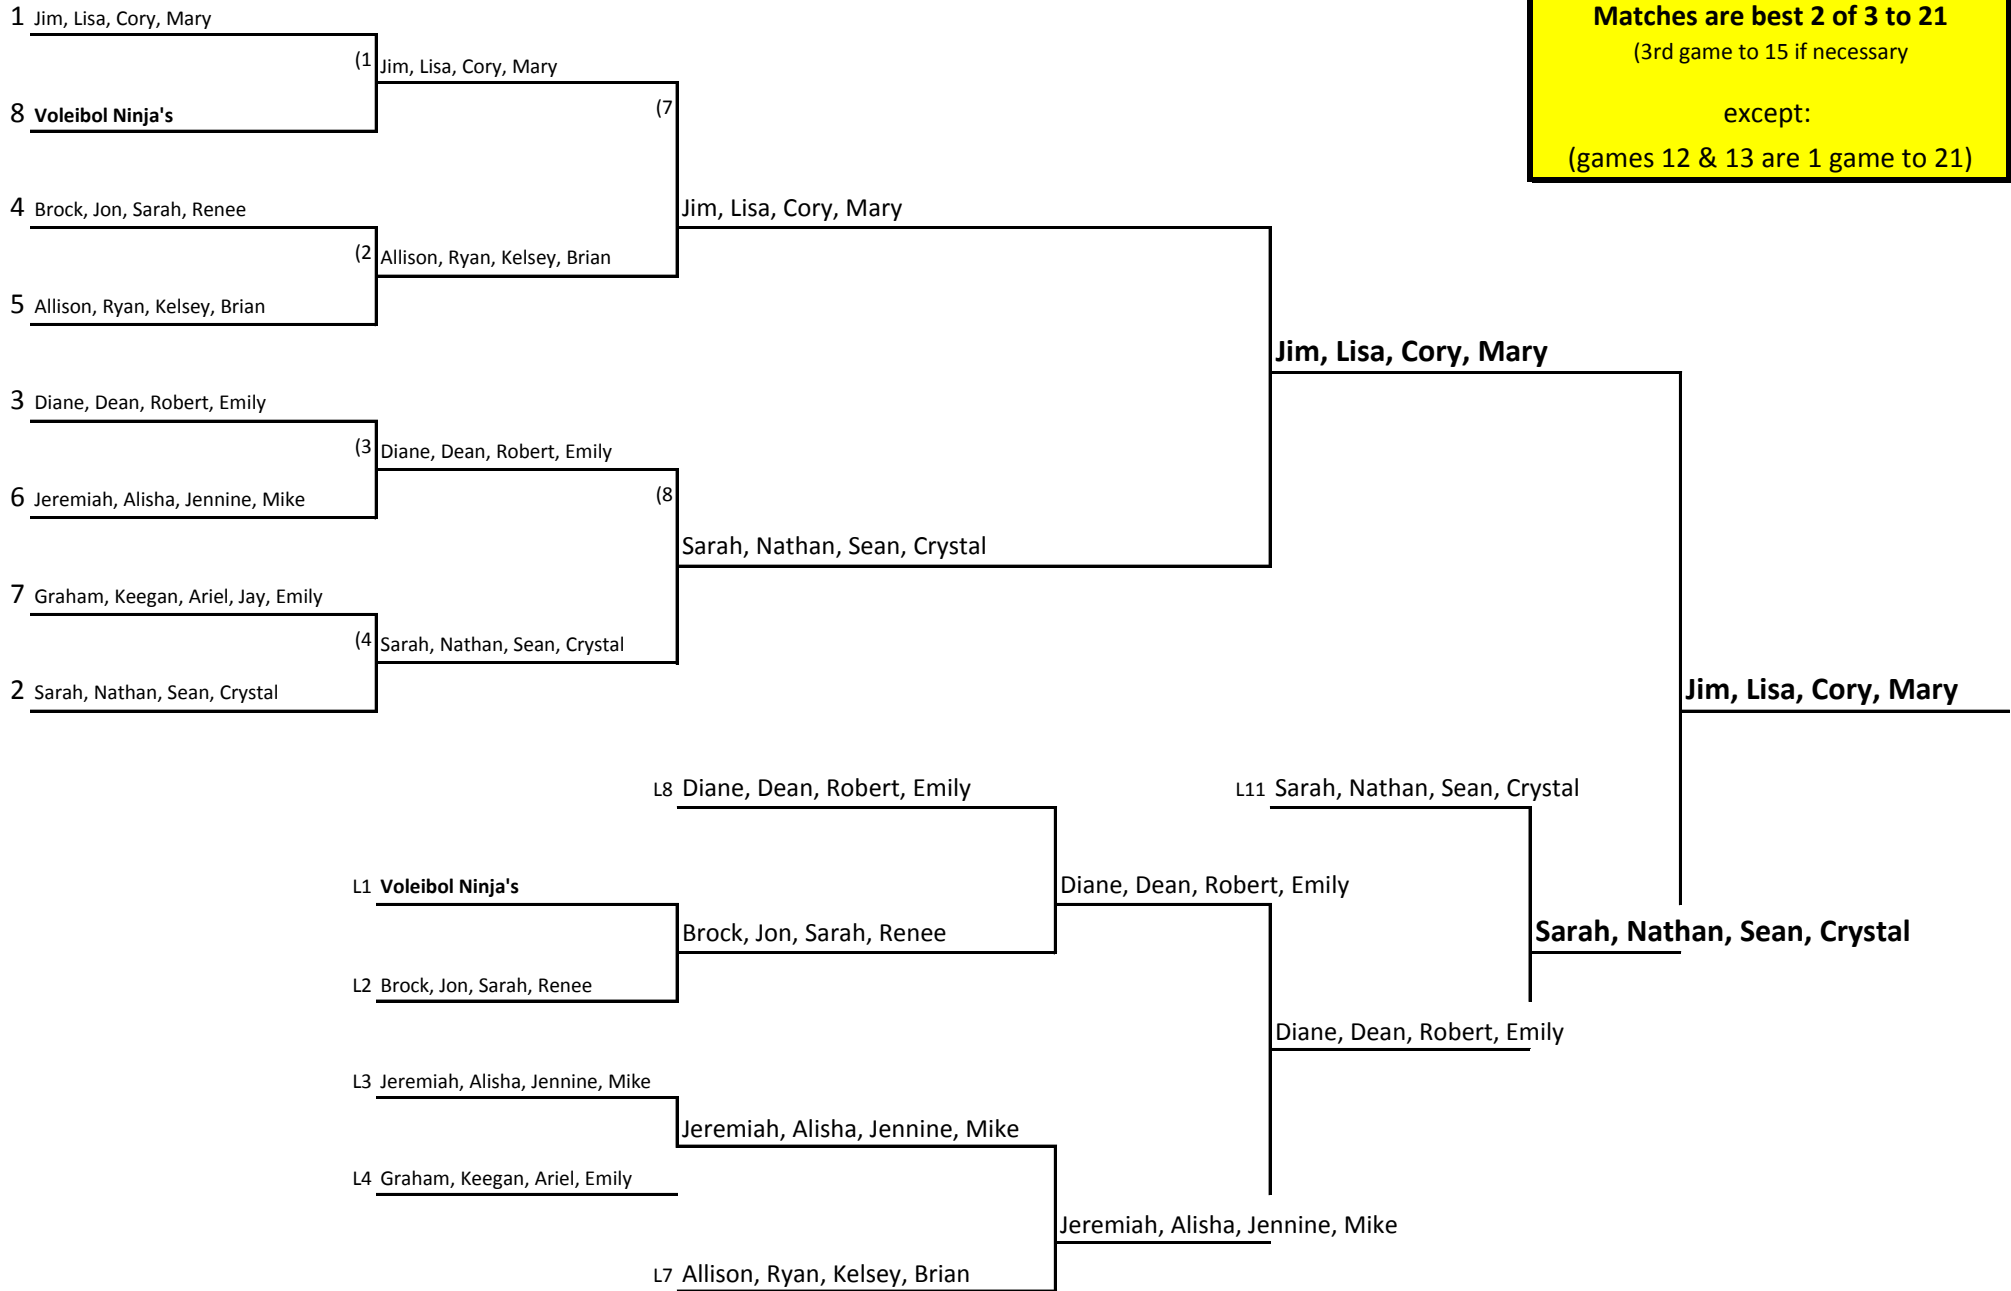 1 Jim, Lisa, Cory, Mary
Matches are best 2 of 3 to 21
(3rd game to 15 if necessary
(1 Jim, Lisa, Cory, Mary
8 Voleibol Ninja's
(7
except:
(games 12 & 13 are 1 game to 21)
4 Brock, Jon, Sarah, Renee
Jim, Lisa, Cory, Mary
(2 Allison, Ryan, Kelsey, Brian
5 Allison, Ryan, Kelsey, Brian
Jim, Lisa, Cory, Mary
3 Diane, Dean, Robert, Emily
(3 Diane, Dean, Robert, Emily
6 Jeremiah, Alisha, Jennine, Mike
(8
Sarah, Nathan, Sean, Crystal
7 Graham, Keegan, Ariel, Jay, Emily
(4 Sarah, Nathan, Sean, Crystal
2 Sarah, Nathan, Sean, Crystal
Jim, Lisa, Cory, Mary
L8 Diane, Dean, Robert, Emily
L11 Sarah, Nathan, Sean, Crystal
L1 Voleibol Ninja's
Diane, Dean, Robert, Emily
Brock, Jon, Sarah, Renee
Sarah, Nathan, Sean, Crystal
L2 Brock, Jon, Sarah, Renee
Diane, Dean, Robert, Emily
L3 Jeremiah, Alisha, Jennine, Mike
Jeremiah, Alisha, Jennine, Mike
L4 Graham, Keegan, Ariel, Emily
Jeremiah, Alisha, Jennine, Mike
L7 Allison, Ryan, Kelsey, Brian